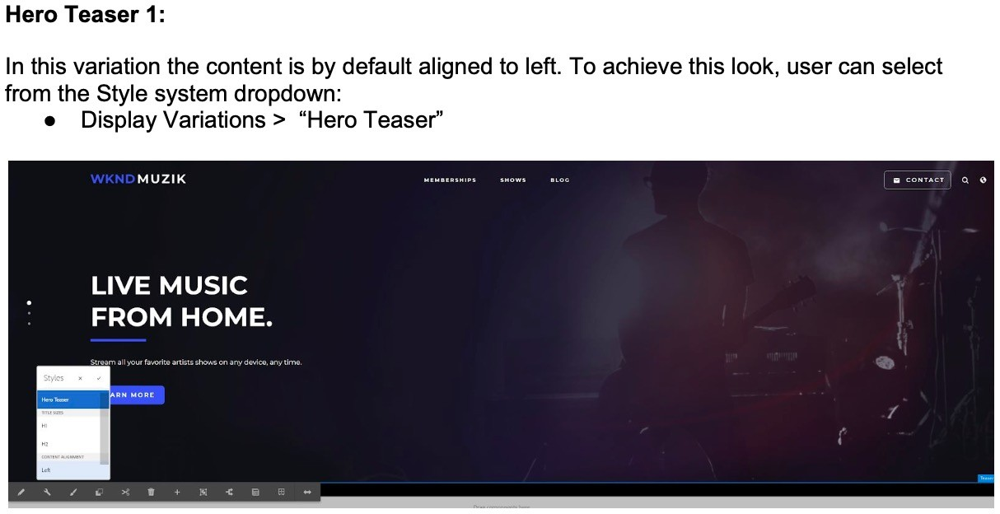 Hero Teaser 1:
In this variation the content is by default aligned to left. To achieve this look, user can select
from the Style system dropdown:
● Display Variations > “Hero Teaser”
WKNDMUZIK
MEMBERSHIPS SHOWS BLOG
CONTACT
LIVE MUSIC
FROM HOME.
Stream all your favorite artists shows on any device, any time.
ARN MORE
Styles
Hero Teaser
TITLE SIZES
H1
H2
CONTENT ALIGNMENT
Left
Teaser
Drag components here